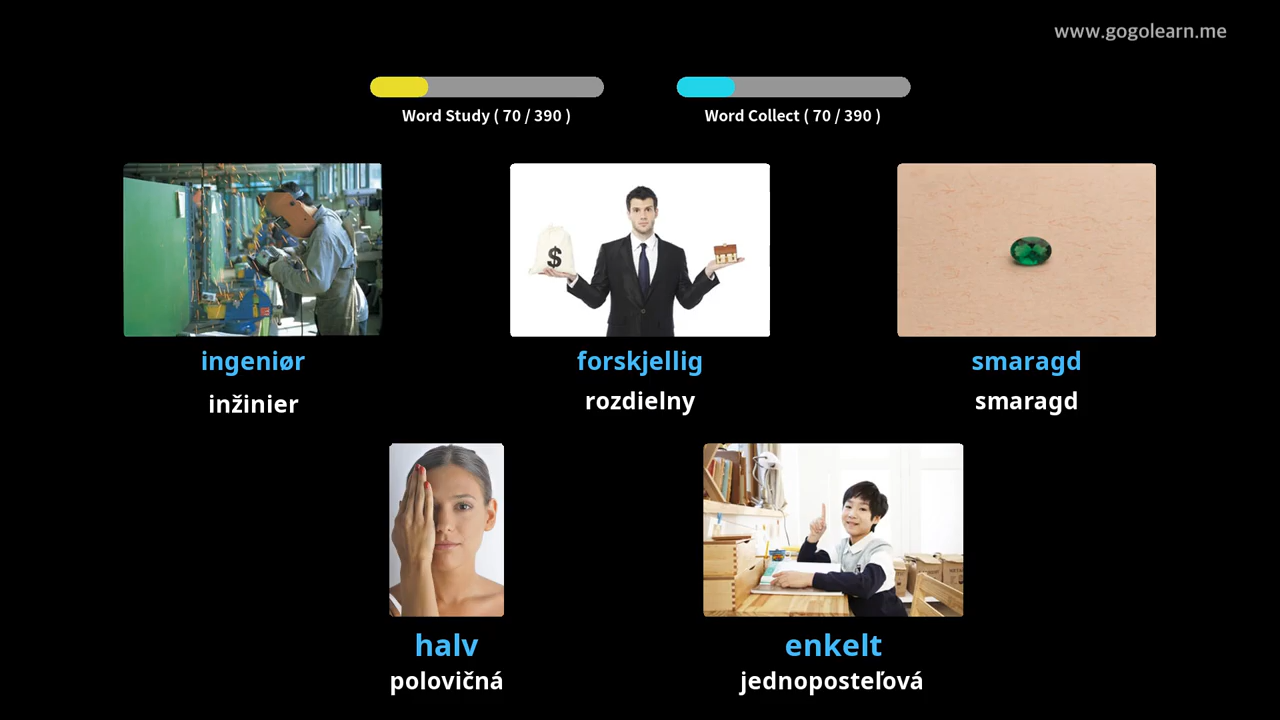 www.gogolearn.me
Word Study ( 70 / 390 )
Word Collect ( 70 / 390 )
ingeniør
inžinier
forskjellig
rozdielny
smaragd
smaragd
$
halv
polovičná
enkelt
jednoposteľová